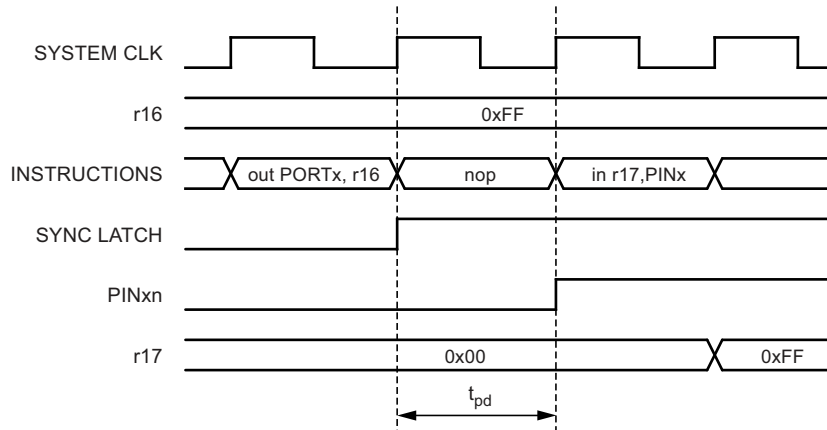 SYSTEM CLK
r16
0xFF
INSTRUCTIONS
out PORTx, r16
nop
in r17,PINx
SYNC LATCH
PINxn
r17
0x00
0xFF
tpd